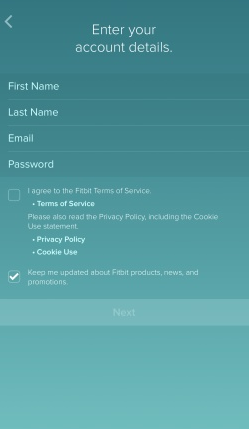 Enter your
account details.
First Name
Last Name
Email
Password
I agree to the Fitbit Terms of Service.
• Terms of Service
Please also read the Privacy Policy, including the Cookie
Use statement.
• Privacy Policy
• Cookie Use
Keep me updated about Fitbit products, news, and
promotions.
Next